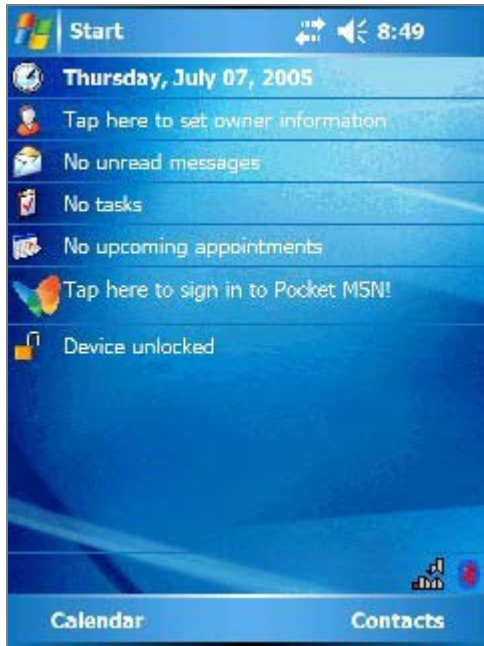 Start 8:49
Thursday, July 07, 2005
Tap here to set owner information
No unread messages
No tasks
No upcoming appointments
Tap here to sign in to Pocket MSN!
Device unlocked
Calendar Contacts